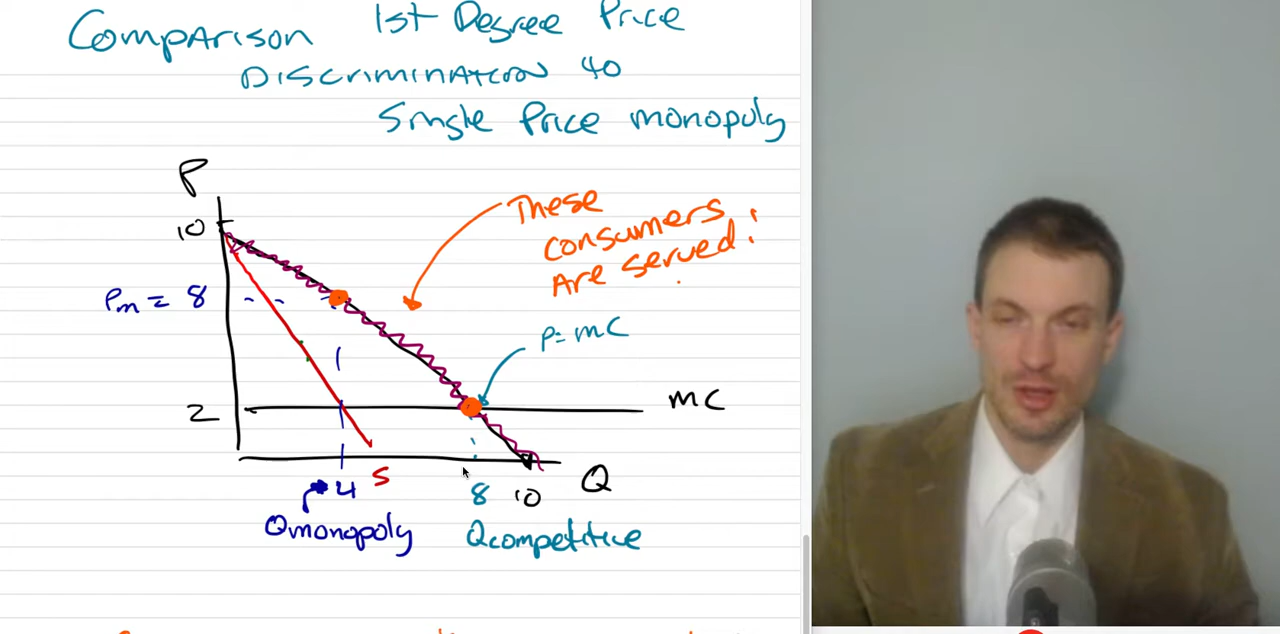 Comparison 1st Degree Price
Discrimination to
Single Price monopoly
P
10
These
consumers
Are served!
Pm = 8
P=mC
2
mC
4
5
8
10
Q
Qmonopoly
Qcompetitive